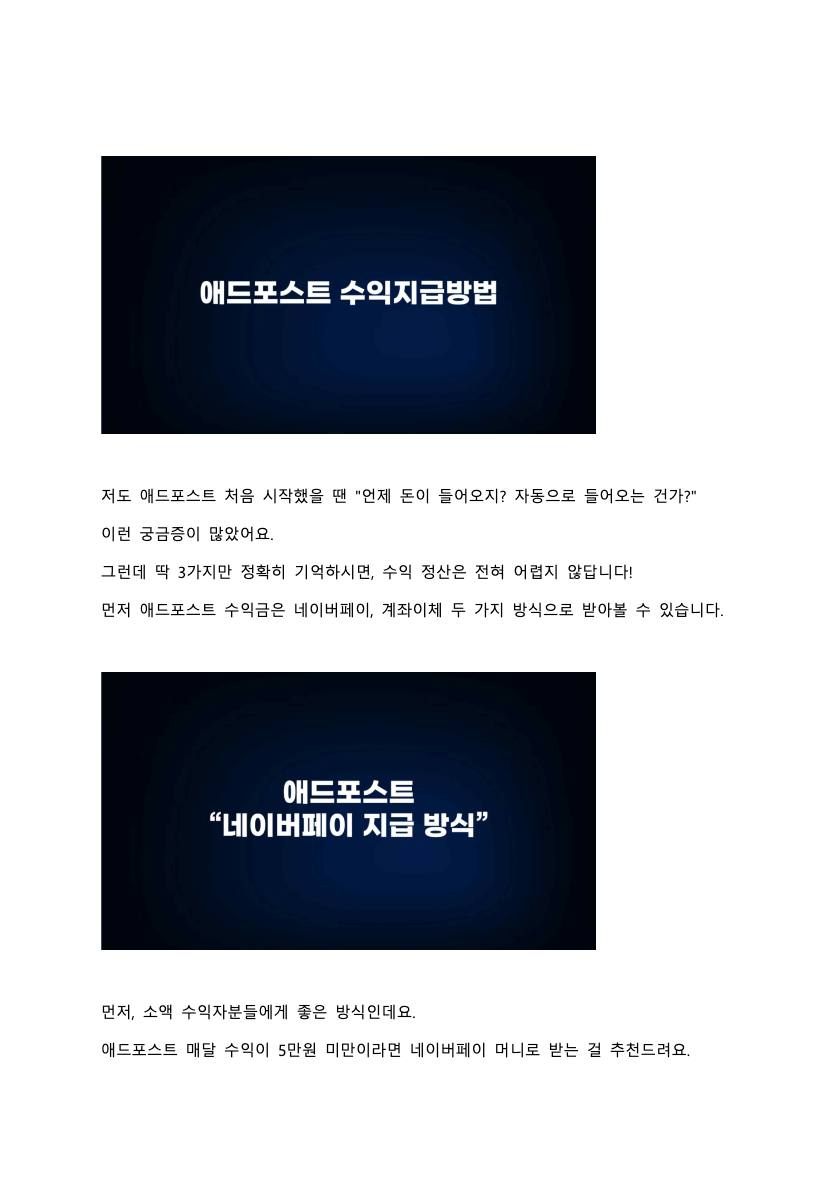 애드포스트 수익지급방법
저도 애드포스트 처음 시작했을 땐 "언제 돈이 들어오지? 자동으로 들어오는 건가?"
이런 궁금증이 많았어요.
그런데 딱 3가지만 정확히 기억하시면, 수익 정산은 전혀 어렵지 않답니다!
먼저 애드포스트 수익금은 네이버페이, 계좌이체 두 가지 방식으로 받아볼 수 있습니다.
애드포스트
“네이버페이 지급 방식”
먼저, 소액 수익자분들에게 좋은 방식인데요.
애드포스트 매달 수익이 5만원 미만이라면 네이버페이 머니로 받는 걸 추천드려요.